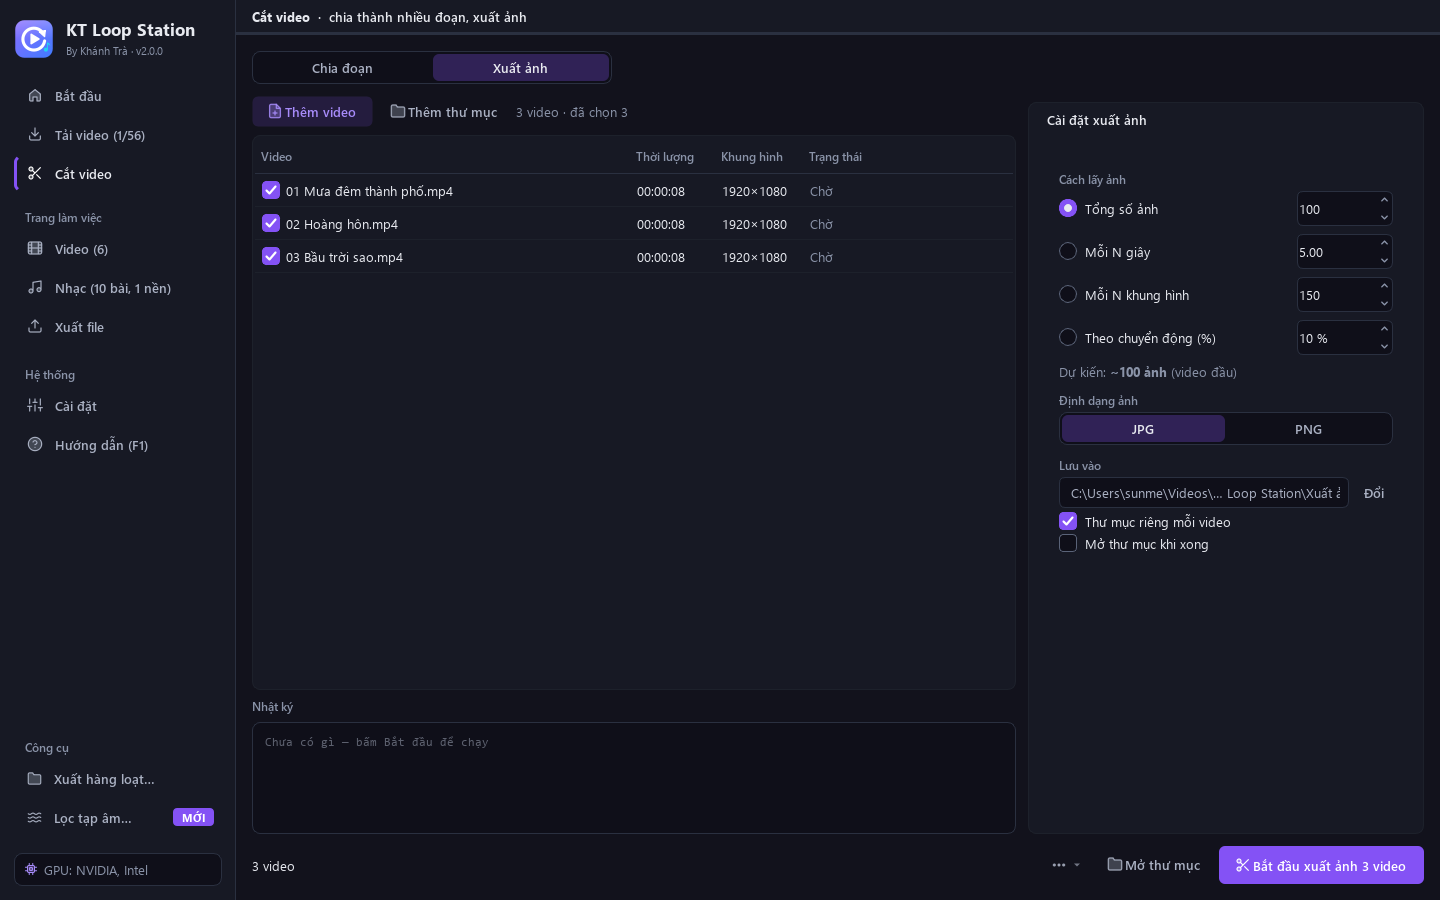 KT Loop Station
By Khánh Trà · v2.0.0
Bắt đầu
Tải video (1/56)
Cắt video
Trang làm việc
Video (6)
Nhạc (10 bài, 1 nền)
Xuất file
Hệ thống
Cài đặt
Hướng dẫn (F1)
Công cụ
Xuất hàng loạt...
Lọc tạp âm... MỚI
GPU: NVIDIA, Intel
Cắt video · chia thành nhiều đoạn, xuất ảnh
Chia đoạn Xuất ảnh
Thêm video Thêm thư mục 3 video · đã chọn 3
Video Thời lượng Khung hình Trạng thái
01 Mưa đêm thành phố.mp4 00:00:08 1920×1080 Chờ
02 Hoàng hôn.mp4 00:00:08 1920×1080 Chờ
03 Bầu trời sao.mp4 00:00:08 1920×1080 Chờ
Nhật ký
Chưa có gì — bấm Bắt đầu để chạy
Cài đặt xuất ảnh
Cách lấy ảnh
Tổng số ảnh 100
Mỗi N giây 5.00
Mỗi N khung hình 150
Theo chuyển động (%) 10 %
Dự kiến: ~100 ảnh (video đầu)
Định dạng ảnh
JPG PNG
Lưu vào
C:\Users\sunme\Videos\... Loop Station\Xuất Đổi
Thư mục riêng mỗi video
Mở thư mục khi xong
3 video ••• Mở thư mục Bắt đầu xuất ảnh 3 video